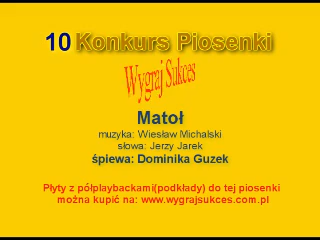 10 Konkurs Piosenki
Wygraj Sukces
Matoł
muzyka: Wiesław Michalski
słowa: Jerzy Jarek
śpiewa: Dominika Guzek
Płyty z półplaybackami(podkłady) do tej piosenki
można kupić na: www.wygrajsukces.com.pl